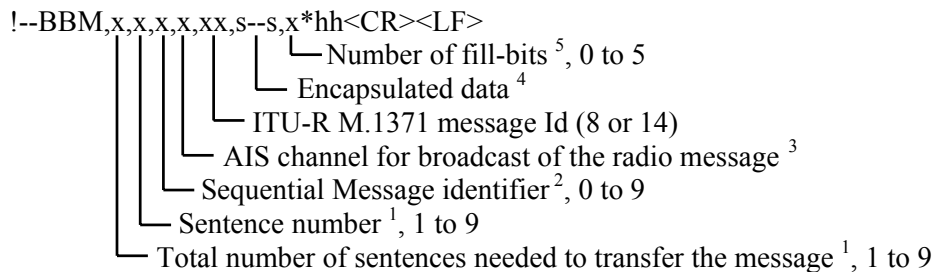 !--BBM,x,x,x,x,xx,s--s,x*hh<CR><LF>
Number of fill-bits ⁵, 0 to 5
Encapsulated data ⁴
ITU-R M.1371 message Id (8 or 14)
AIS channel for broadcast of the radio message ³
Sequential Message identifier ², 0 to 9
Sentence number ¹, 1 to 9
Total number of sentences needed to transfer the message ¹, 1 to 9